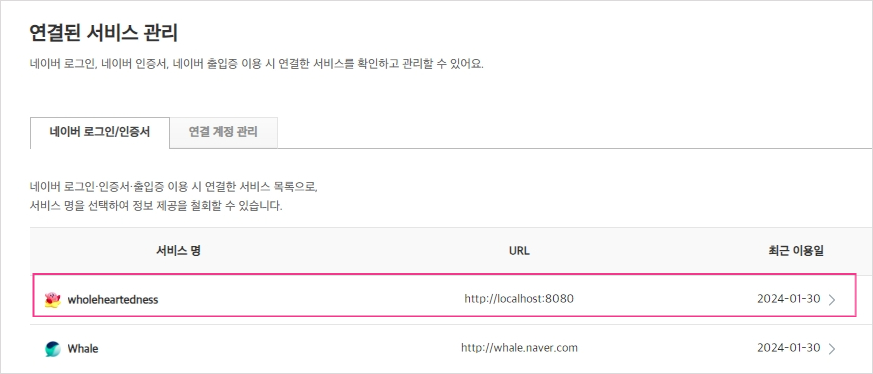 연결된 서비스 관리
네이버 로그인, 네이버 인증서, 네이버 출입증 이용 시 연결한 서비스를 확인하고 관리할 수 있어요.
네이버 로그인/인증서 연결 계정 관리
네이버 로그인·인증서·출입증 이용 시 연결한 서비스 목록으로,
서비스 명을 선택하여 정보 제공을 철회할 수 있습니다.
서비스 명 URL 최근 이용일
wholeheartedness http://localhost:8080 2024-01-30
Whale http://whale.naver.com 2024-01-30